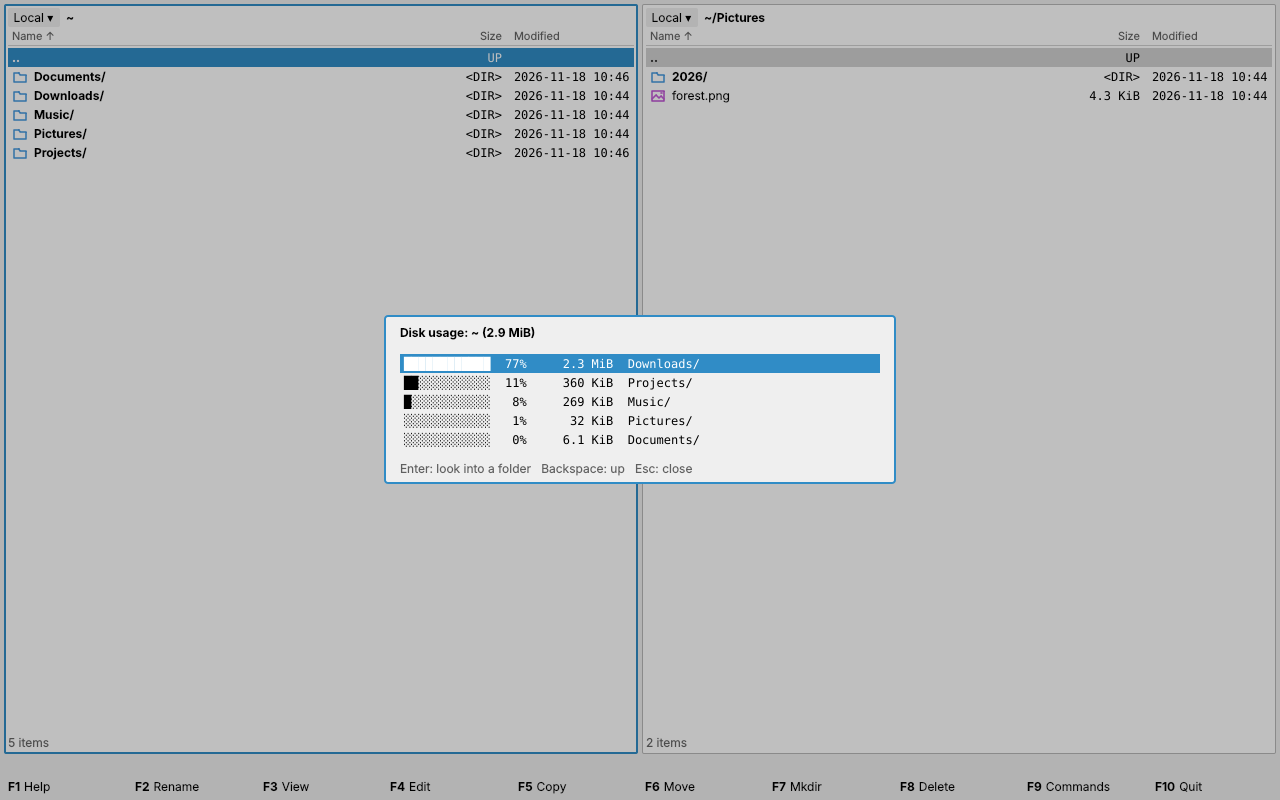 Local ▾ ~
Name ↑ Size Modified
.. UP
Documents/ <DIR> 2026-11-18 10:46
Downloads/ <DIR> 2026-11-18 10:44
Music/ <DIR> 2026-11-18 10:44
Pictures/ <DIR> 2026-11-18 10:44
Projects/ <DIR> 2026-11-18 10:46
5 items
Local ▾ ~/Pictures
Name ↑ Size Modified
.. UP
2026/ <DIR> 2026-11-18 10:44
forest.png 4.3 KiB 2026-11-18 10:44
2 items
Disk usage: ~ (2.9 MiB)
77% 2.3 MiB Downloads/
11% 360 KiB Projects/
8% 269 KiB Music/
1% 32 KiB Pictures/
0% 6.1 KiB Documents/
Enter: look into a folder Backspace: up Esc: close
F1 Help F2 Rename F3 View F4 Edit F5 Copy F6 Move F7 Mkdir F8 Delete F9 Commands F10 Quit